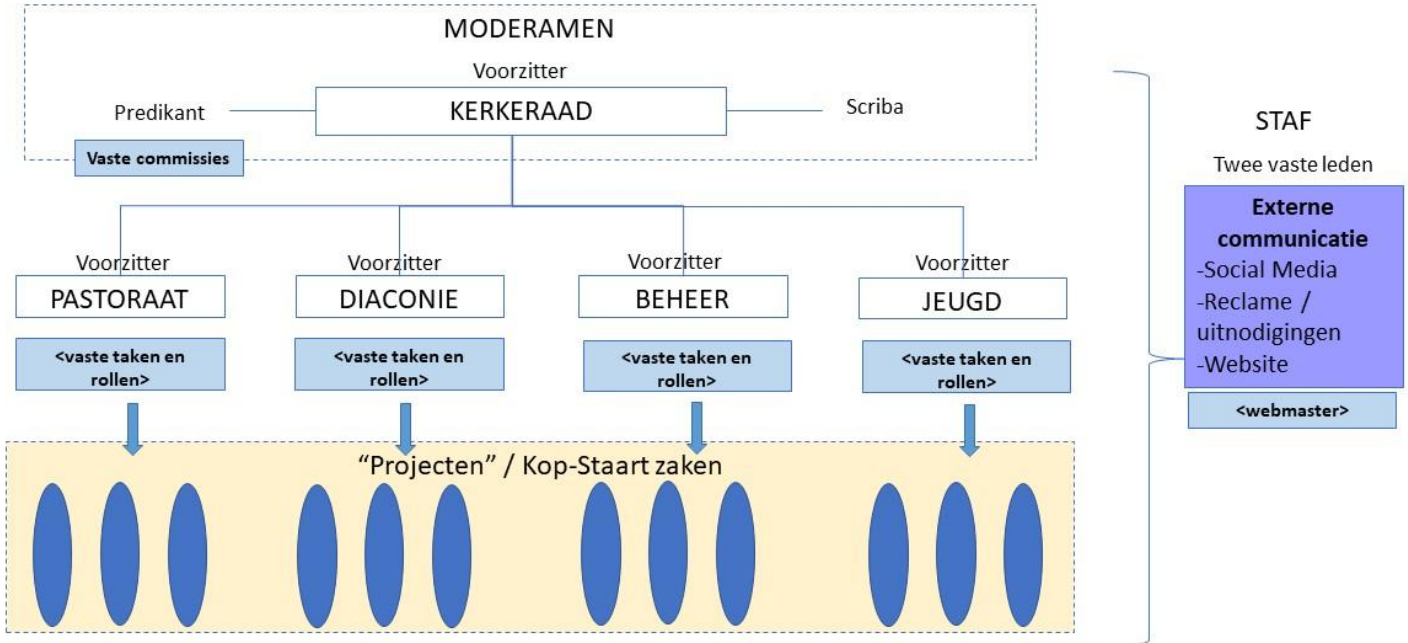 MODERAMEN
Voorzitter
Predikant
KERKERAAD
Scriba
Vaste commissies
Voorzitter
PASTORAAT
<vaste taken en
rollen>
Voorzitter
DIACONIE
<vaste taken en
rollen>
Voorzitter
BEHEER
<vaste taken en
rollen>
Voorzitter
JEUGD
<vaste taken en
rollen>
“Projecten” / Kop-Staart zaken
STAF
Twee vaste leden
Externe
communicatie
-Social Media
-Reclame /
uitnodigingen
-Website
<webmaster>